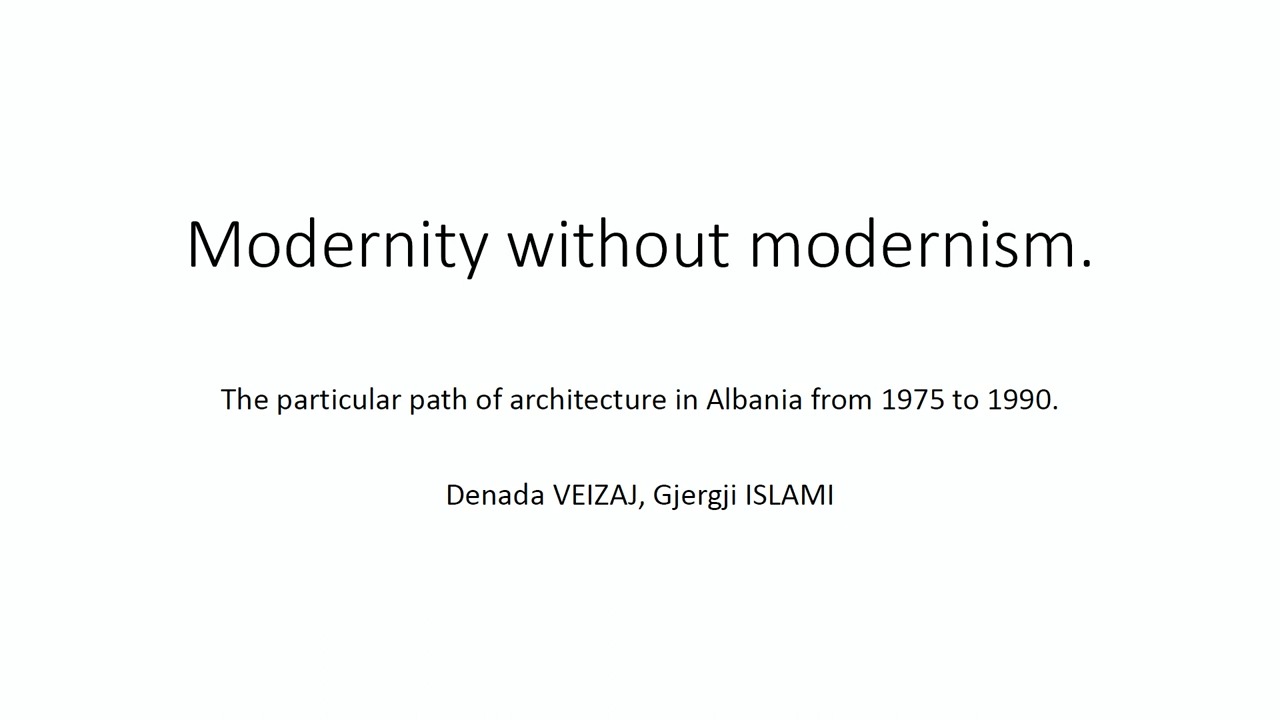 Modernity without modernism.
The particular path of architecture in Albania from 1975 to 1990.
Denada VEIZAJ, Gjergji ISLAMI